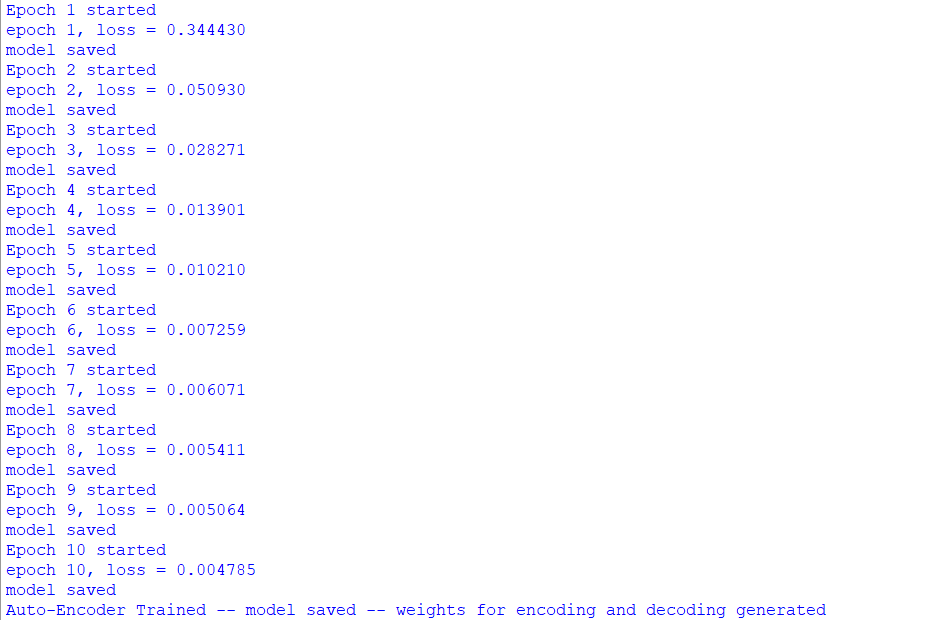 Epoch 1 started
epoch 1, loss = 0.344430
model saved
Epoch 2 started
epoch 2, loss = 0.050930
model saved
Epoch 3 started
epoch 3, loss = 0.028271
model saved
Epoch 4 started
epoch 4, loss = 0.013901
model saved
Epoch 5 started
epoch 5, loss = 0.010210
model saved
Epoch 6 started
epoch 6, loss = 0.007259
model saved
Epoch 7 started
epoch 7, loss = 0.006071
model saved
Epoch 8 started
epoch 8, loss = 0.005411
model saved
Epoch 9 started
epoch 9, loss = 0.005064
model saved
Epoch 10 started
epoch 10, loss = 0.004785
model saved
Auto-Encoder Trained -- model saved -- weights for encoding and decoding generated